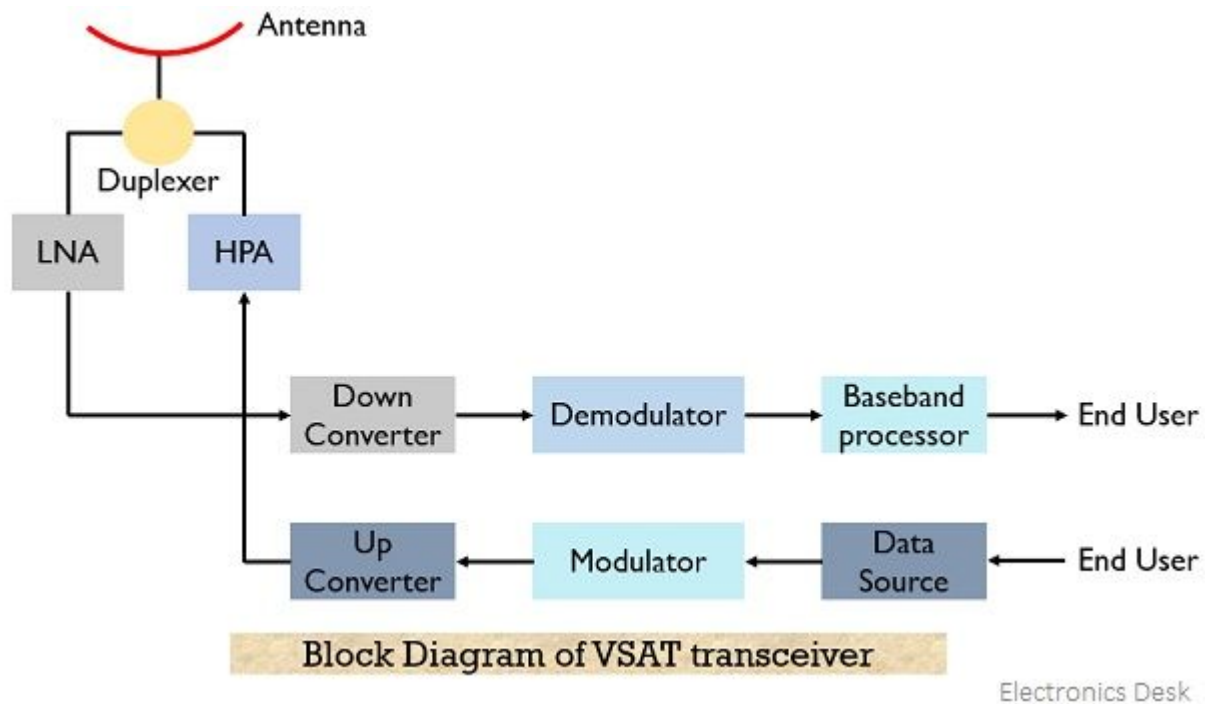 Antenna
Duplexer
LNA
HPA
Down
Converter
Demodulator
Baseband
processor
End User
Up
Converter
Modulator
Data
Source
End User
Block Diagram of VSAT transceiver
Electronics Desk